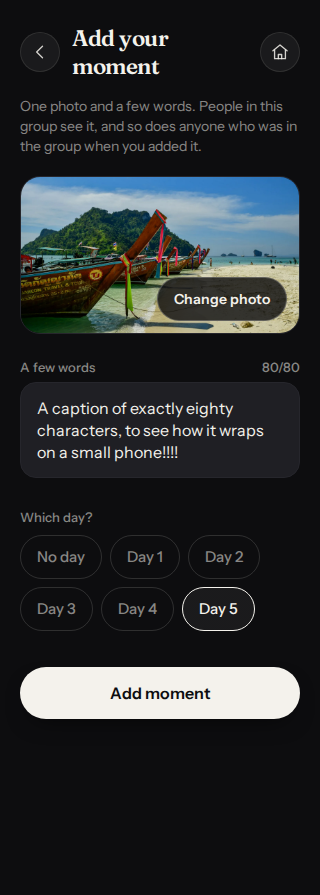 Add your
moment
One photo and a few words. People in this
group see it, and so does anyone who was in
the group when you added it.
Change photo
A few words
80/80
A caption of exactly eighty
characters, to see how it wraps
on a small phone!!!!
Which day?
No day
Day 1
Day 2
Day 3
Day 4
Day 5
Add moment